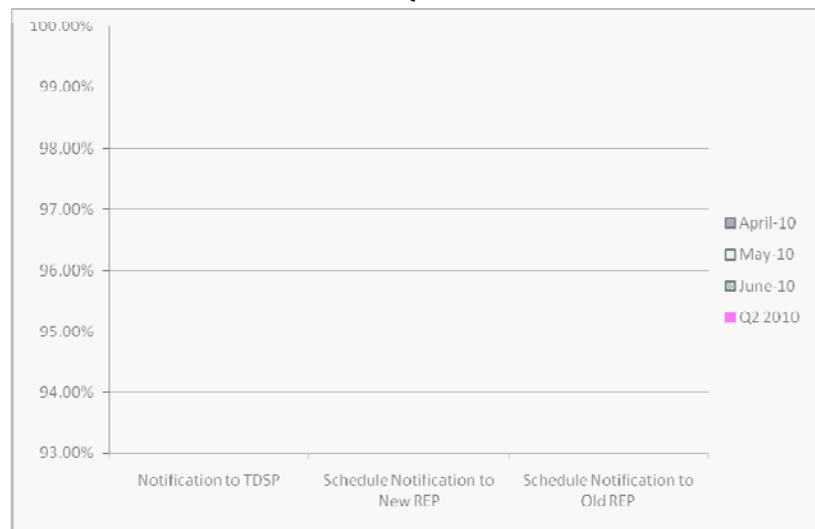 100.00%
99.00%
98.00%
97.00%
96.00%
95.00%
94.00%
93.00%
Notification to TDSP
Schedule Notification to
New REP
Schedule Notification to
Old REP
April-10
May-10
June-10
Q2 2010